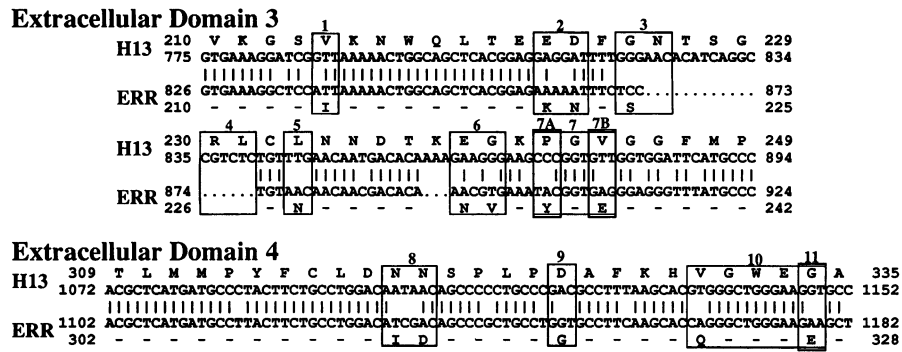 Extracellular Domain 3
1 2 3
210 V K G S V K N W Q L T E E D F G N T S G 229
H13 775 GTGAAAGGATCGGTTAAAAACTGGCAGCTCACGGAGGAGGATTTTGGGAACACATCAGGC 834
ERR 826 GTGAAAGGCTCCATTAAAAACTGGCAGCTCACGGAGAAAAATTTCTCC............ 873
210 - - - - I - - - - - - - K N - S 225
4 5 6 7A 7 7B
230 R L C L N N D T K E G K P G V G G F M P 249
H13 835 CGTCTCTGTTTGAACAATGACACAAAAGAAGGGAAGCCCGGTGTTGGTGGATTCATGCCC 894
ERR 874 ......TGTAACAACAACGACACA...AACGTGAAATACGGTGAGGGAGGGTTTATGCCC 924
226 - N - - - - N V - Y - E - - - - - 242
Extracellular Domain 4
8 9 10 11
309 T L M M P Y F C L D N N S P L P D A F K H V G W E G A 335
H13 1072 ACGCTCATGATGCCCTACTTCTGCCTGGACAATAACAGCCCCCTGCCCGACGCCTTTAAGCACGTGGGCTGGGAAGGTGCC 1152
ERR 1102 ACGCTCATGATGCCTTACTTCTGCCTGGACATCGACAGCCCGCTGCCTGGTGCCTTCAAGCACCAGGGCTGGGAAGAAGCT 1182
302 - - - - - - - - - - I D - - - - G - - - - Q - - - E - 328